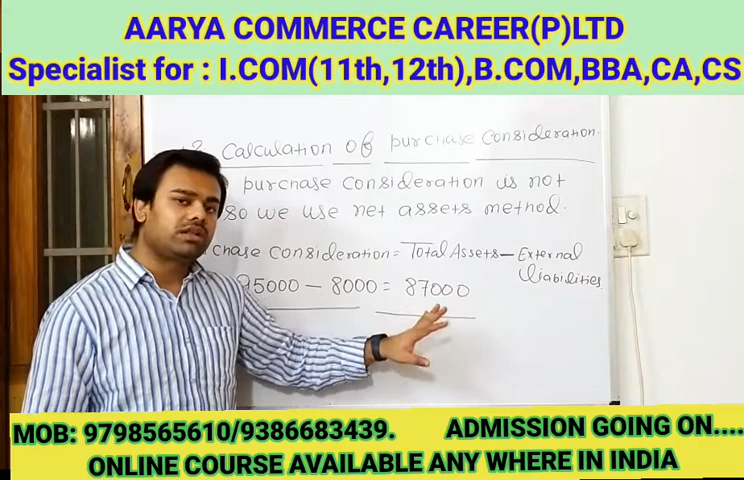 AARYA COMMERCE CAREER(P)LTD
Specialist for : I.COM(11th,12th),B.COM,BBA,CA,CS
Calculation of purchase consideration.
purchase consideration is not
so we use net assets method.
chase consideration = Total Assets — External
liabilities.
95000 — 8000 = 87000
MOB: 9798565610/9386683439. ADMISSION GOING ON....
ONLINE COURSE AVAILABLE ANY WHERE IN INDIA